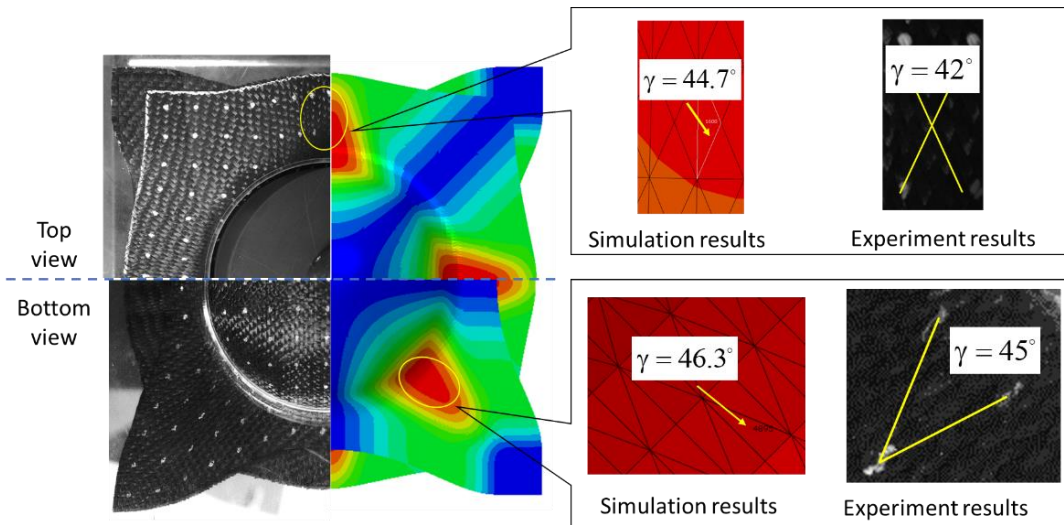 γ = 44.7°
γ = 42°
Simulation results
Experiment results
Top
view
Bottom
view
γ = 46.3°
γ = 45°
Simulation results
Experiment results